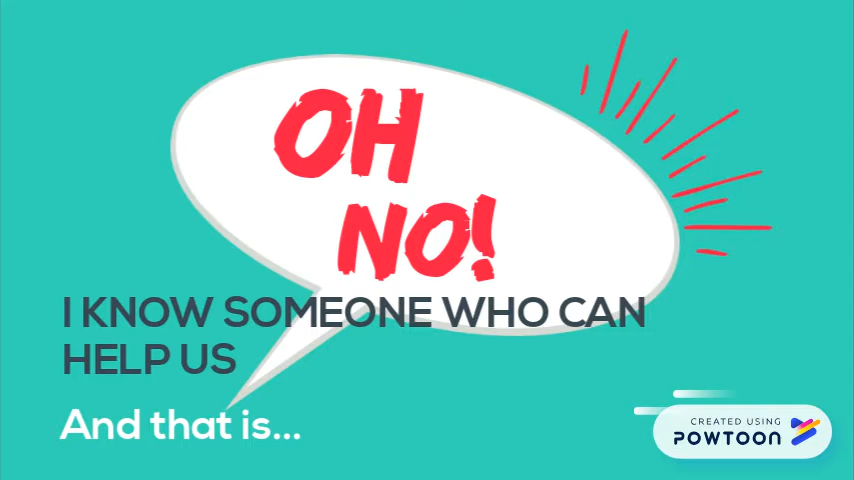 OH
NO!
I KNOW SOMEONE WHO CAN
HELP US
And that is...
CREATED USING
POWTOON